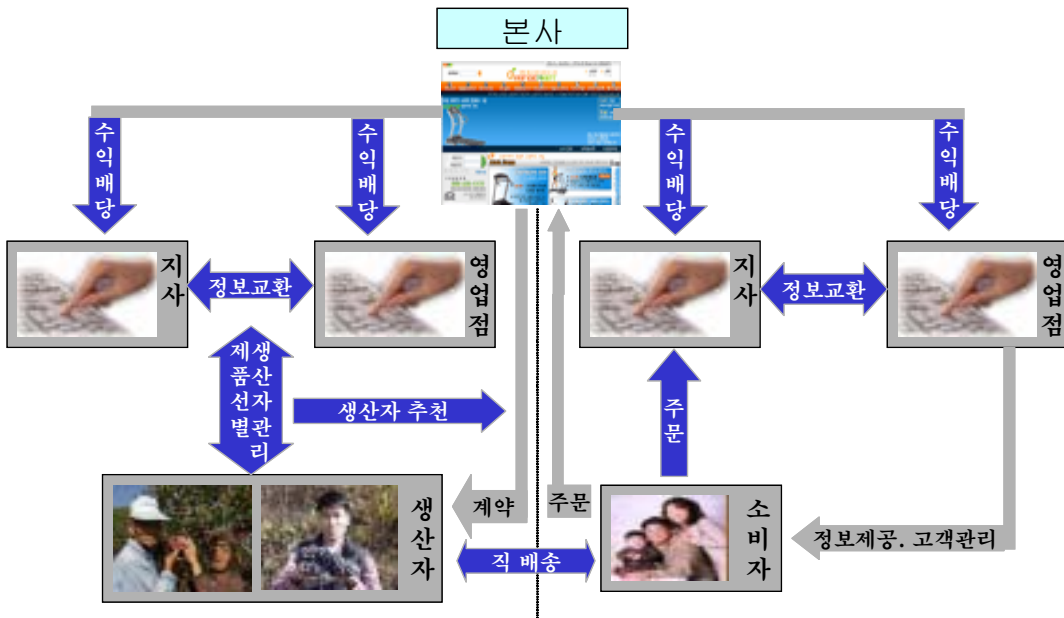 본사
수익배당
수익배당
수익배당
수익배당
지사
정보교환
영업점
지사
정보교환
영업점
제품선별
생산자관리
생산자 추천
주문
생산자
계약
주문
소비자
정보제공. 고객관리
직 배송